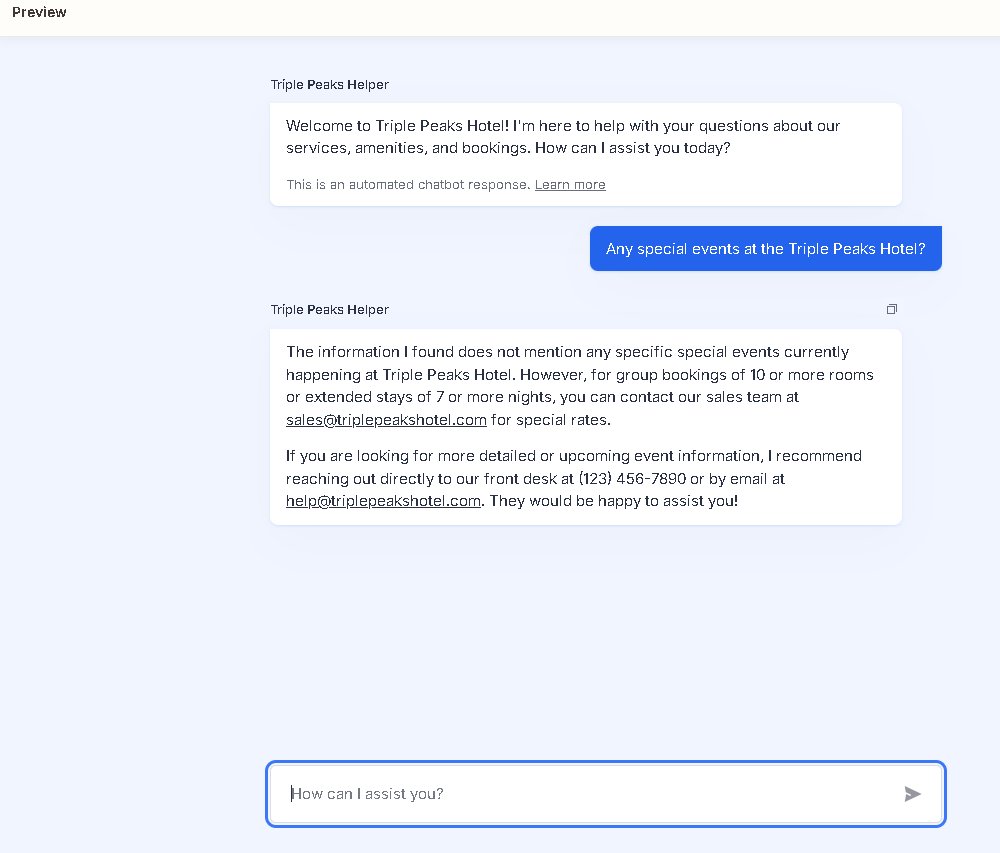 Preview
Triple Peaks Helper
Welcome to Triple Peaks Hotel! I'm here to help with your questions about our
services, amenities, and bookings. How can I assist you today?
This is an automated chatbot response. Learn more
Any special events at the Triple Peaks Hotel?
Triple Peaks Helper
The information I found does not mention any specific special events currently
happening at Triple Peaks Hotel. However, for group bookings of 10 or more rooms
or extended stays of 7 or more nights, you can contact our sales team at
sales@triplepeakshotel.com for special rates.
If you are looking for more detailed or upcoming event information, I recommend
reaching out directly to our front desk at (123) 456-7890 or by email at
help@triplepeakshotel.com. They would be happy to assist you!
How can I assist you?